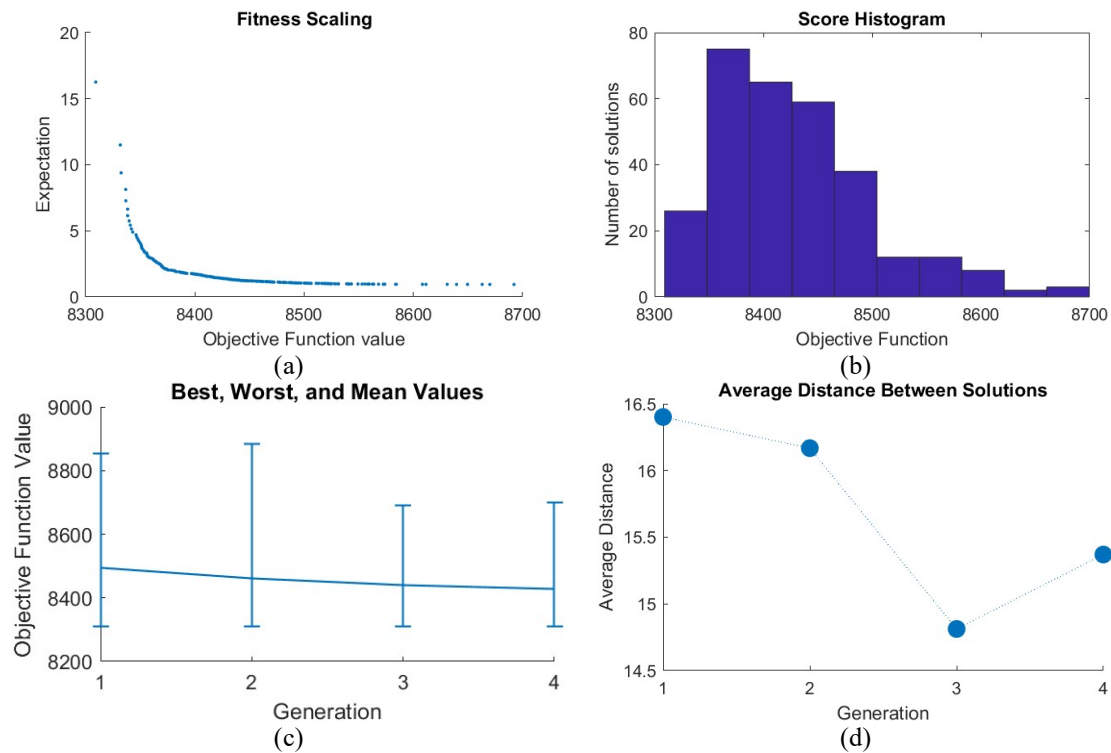 Fitness Scaling
20
15
10
5
0
Expectation
8300 8400 8500 8600 8700
Objective Function value
(a)
Score Histogram
80
60
40
20
0
Number of solutions
8300 8400 8500 8600 8700
Objective Function
(b)
Best, Worst, and Mean Values
9000
8800
8600
8400
8200
Objective Function Value
1 2 3 4
Generation
(c)
Average Distance Between Solutions
16.5
16
15.5
15
14.5
Average Distance
1 2 3 4
Generation
(d)